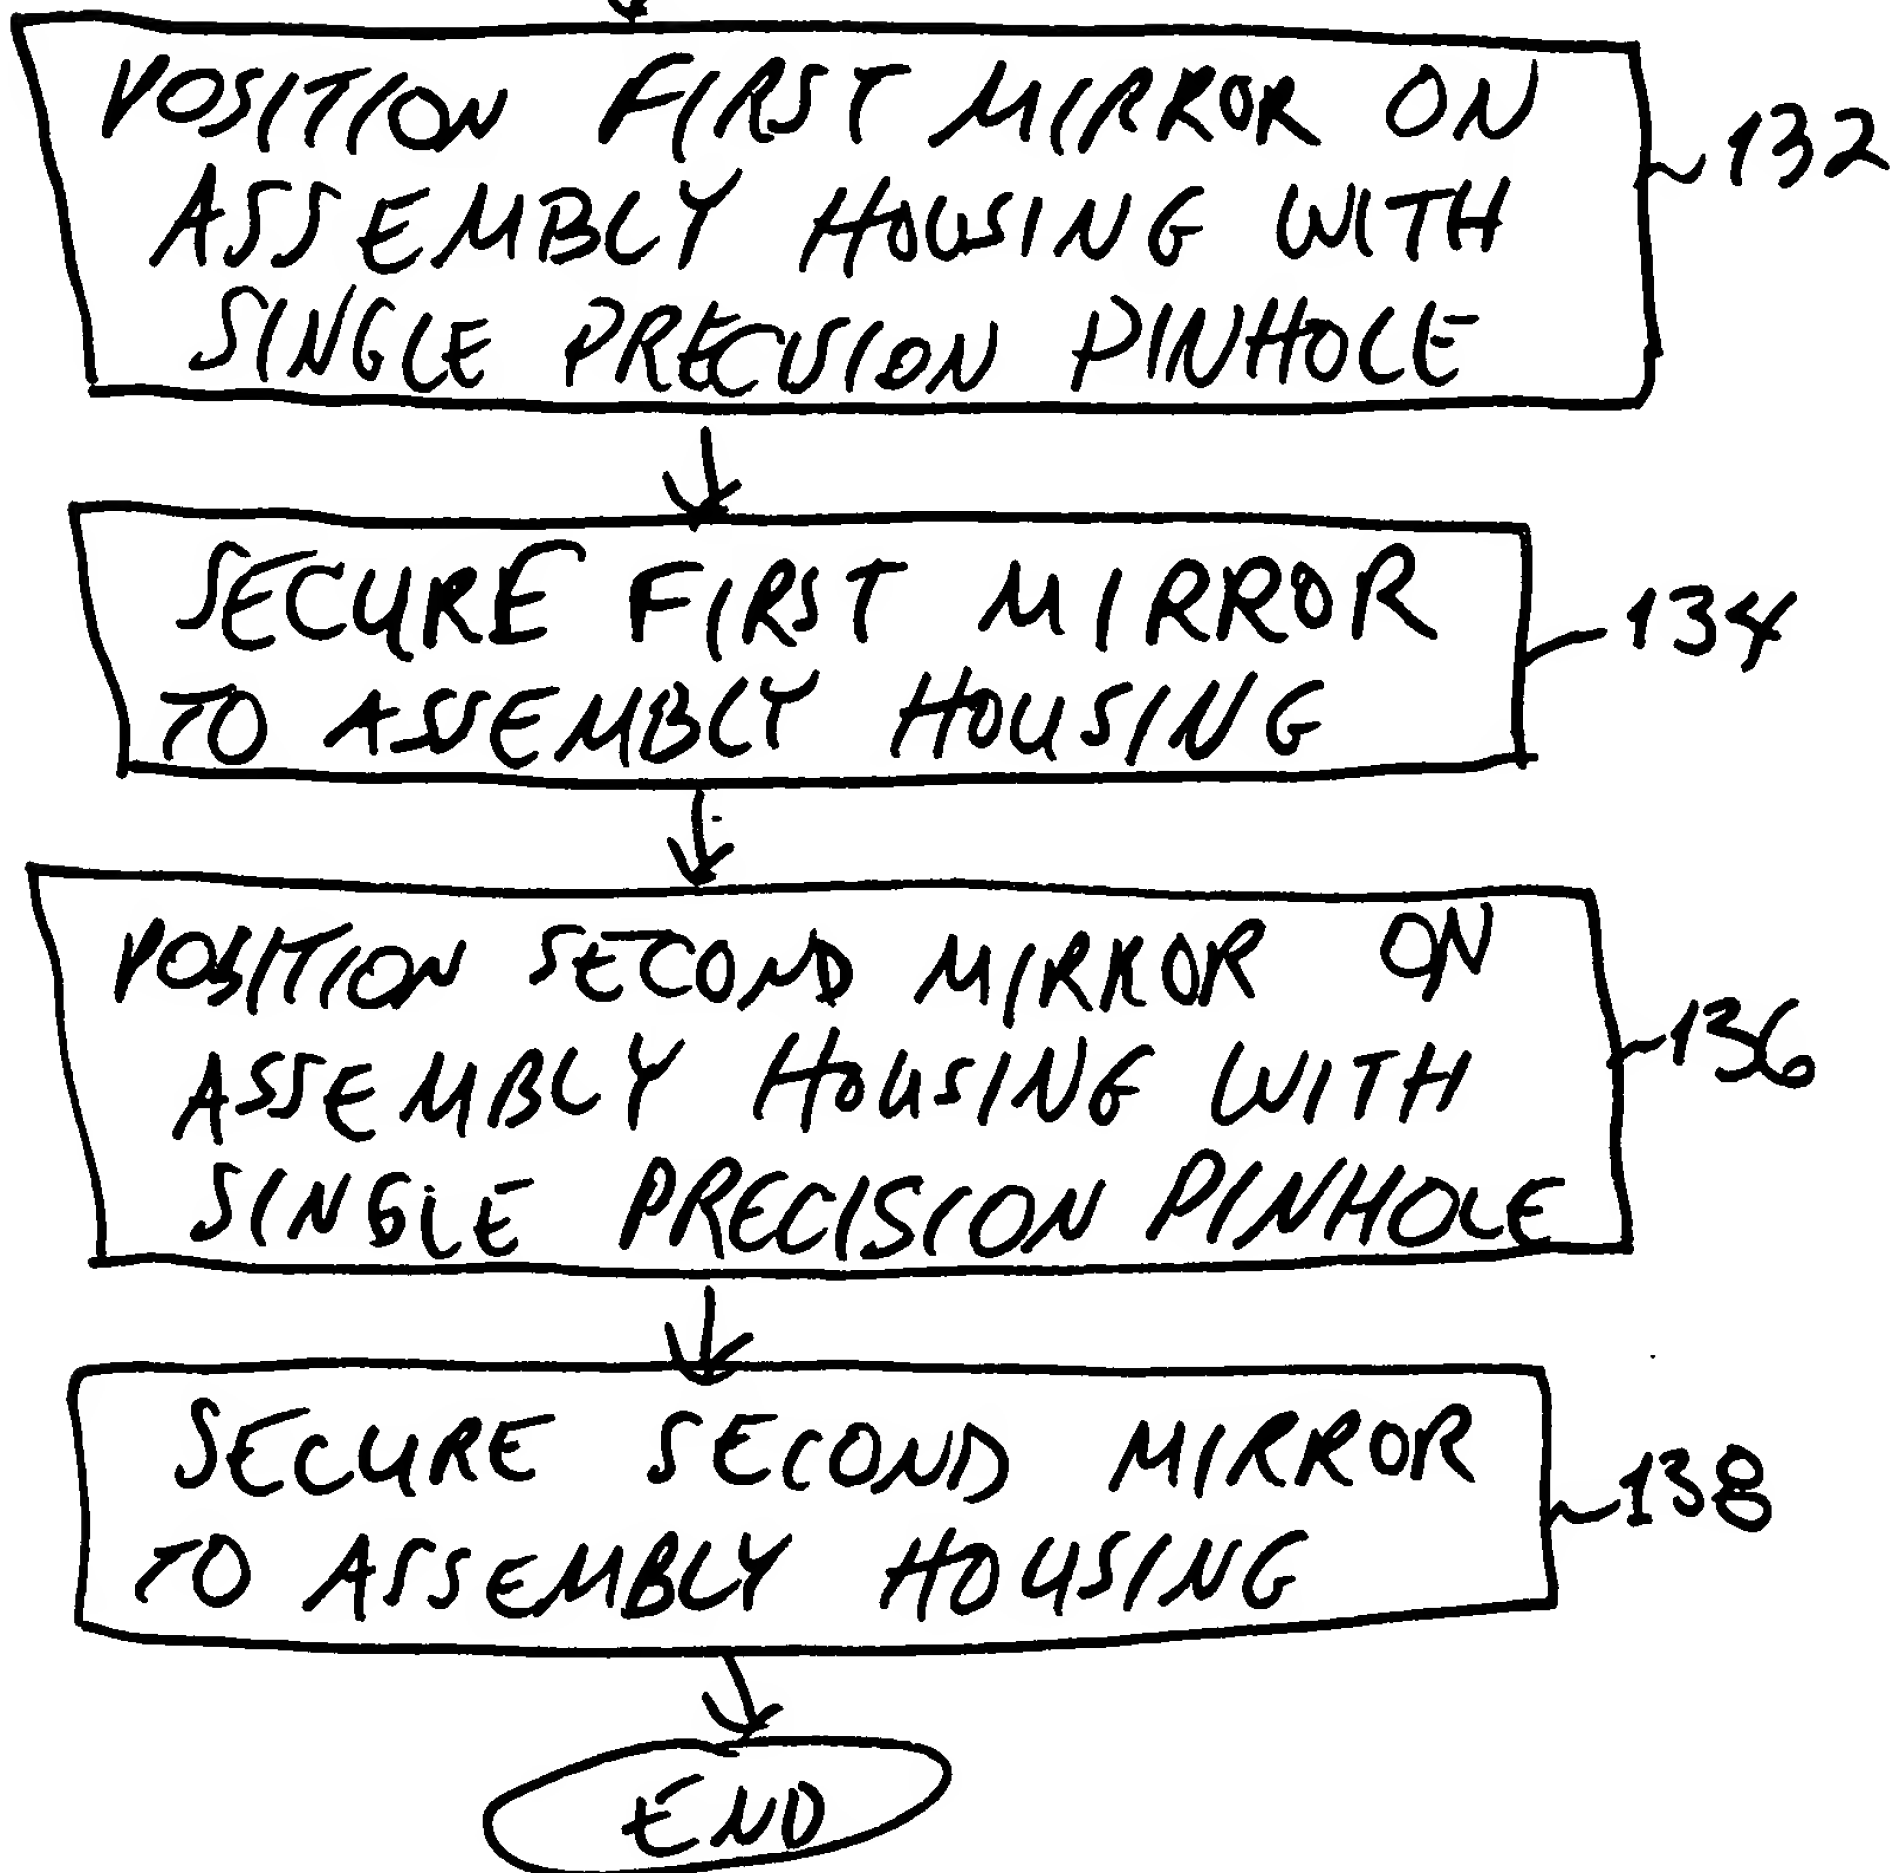 POSITION FIRST MIRROR ON
ASSEMBLY HOUSING WITH
SINGLE PRECISION PINHOLE
132
SECURE FIRST MIRROR
TO ASSEMBLY HOUSING
134
POSITION SECOND MIRROR ON
ASSEMBLY HOUSING WITH
SINGLE PRECISION PINHOLE
136
SECURE SECOND MIRROR
TO ASSEMBLY HOUSING
138
END